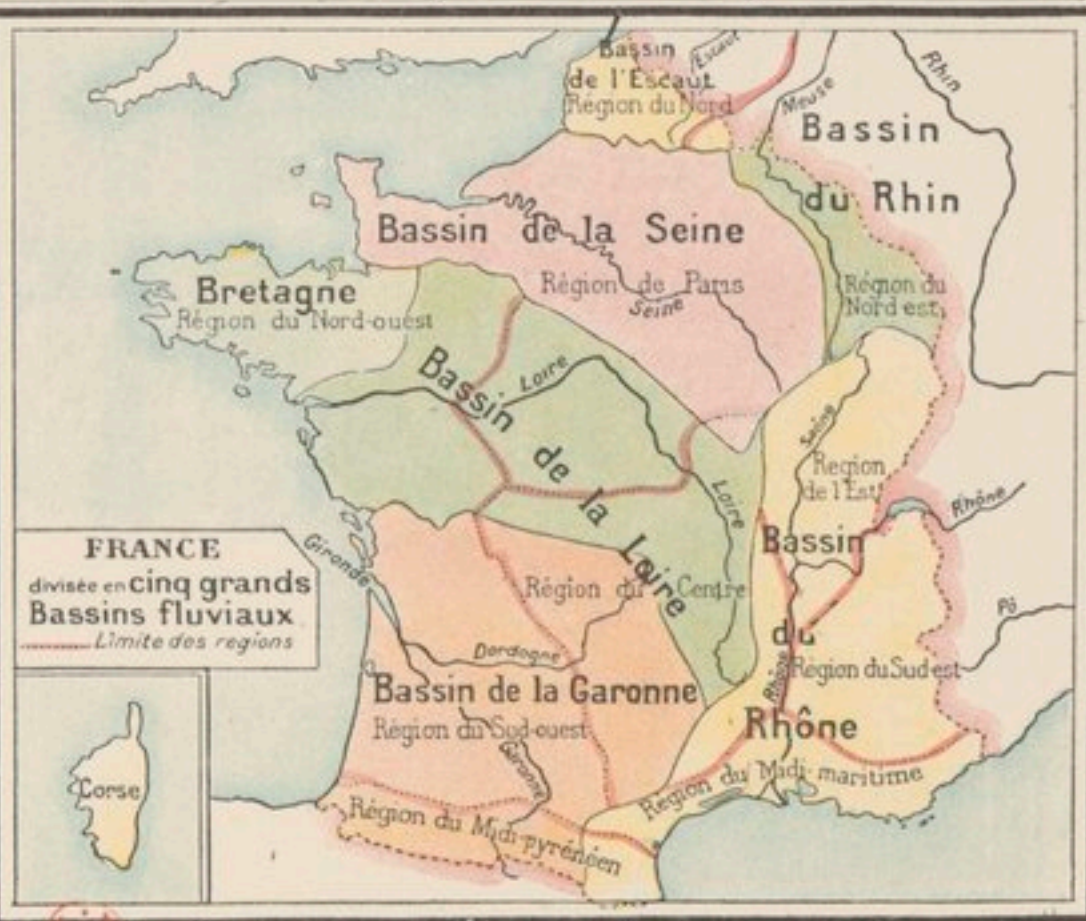 Bassin
de l'Escaut
Région du Nord
Escaut
Meuse
Rhin
Bassin
du Rhin
Région du
Nord-est
Bassin de la Seine
Région de Paris
Seine
Bretagne
Région du Nord-ouest
Bassin de la Loire
Loire
Loire
Saône
Region
de l'Est
Rhône
Bassin
du
Rhône
Rhône
Région du Sud-est
Pô
Région du Centre
Gironde
Dordogne
Bassin de la Garonne
Région du Sud-ouest
Région du Midi-maritime
Région du Midi-pyrénéen
FRANCE
divisée en cinq grands
Bassins fluviaux
Limite des regions
Corse